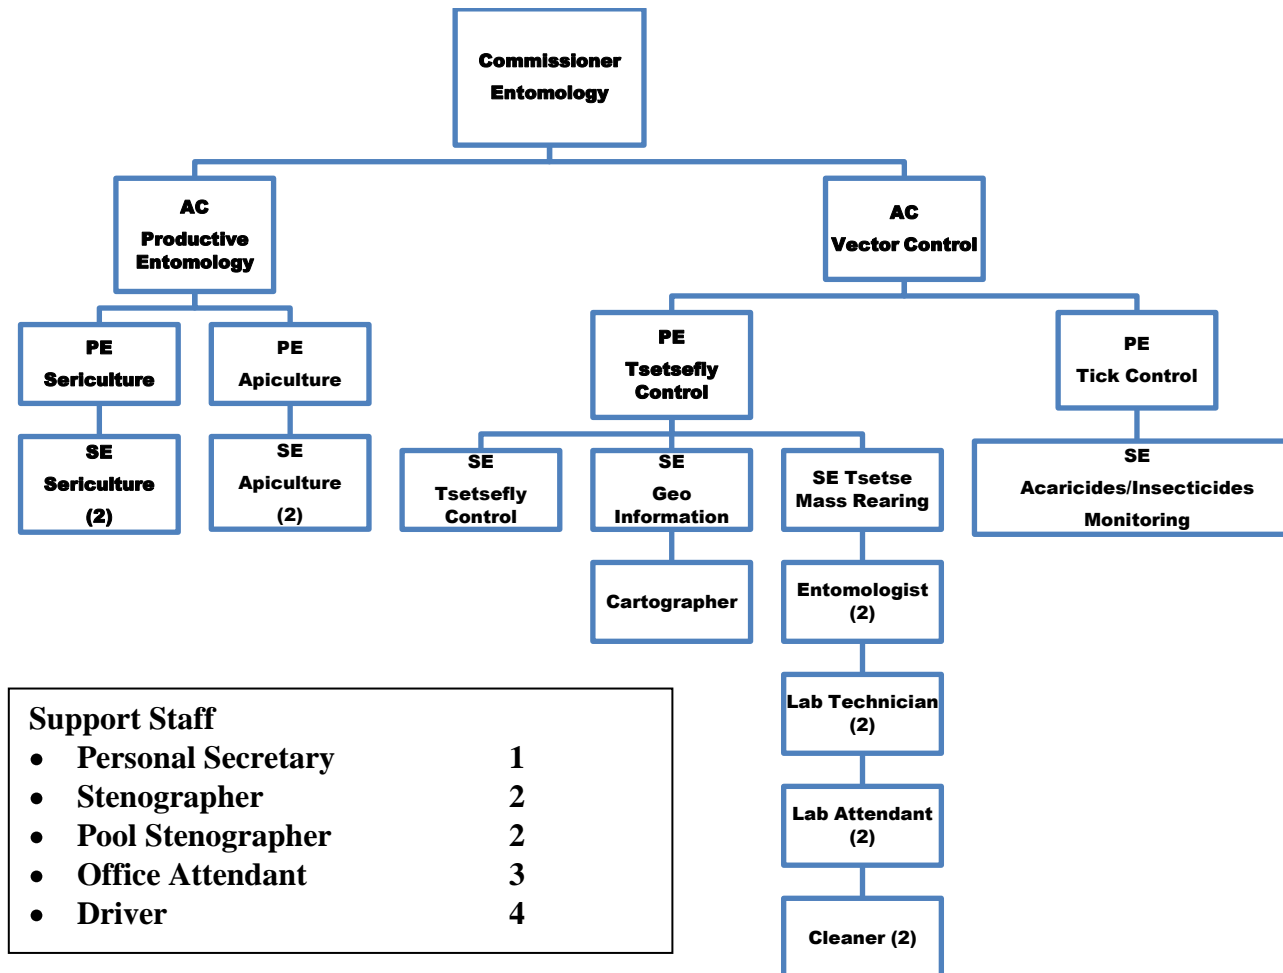 Commissioner
Entomology
AC
Productive
Entomology
AC
Vector Control
PE
Sericulture
PE
Apiculture
PE
Tsetsefly
Control
PE
Tick Control
SE
Sericulture
(2)
SE
Apiculture
(2)
SE
Tsetsefly
Control
SE
Geo
Information
SE Tsetse
Mass Rearing
SE
Acaricides/Insecticides
Monitoring
Cartographer
Entomologist
(2)
Lab Technician
(2)
Lab Attendant
(2)
Cleaner (2)
Support Staff
• Personal Secretary 1
• Stenographer 2
• Pool Stenographer 2
• Office Attendant 3
• Driver 4